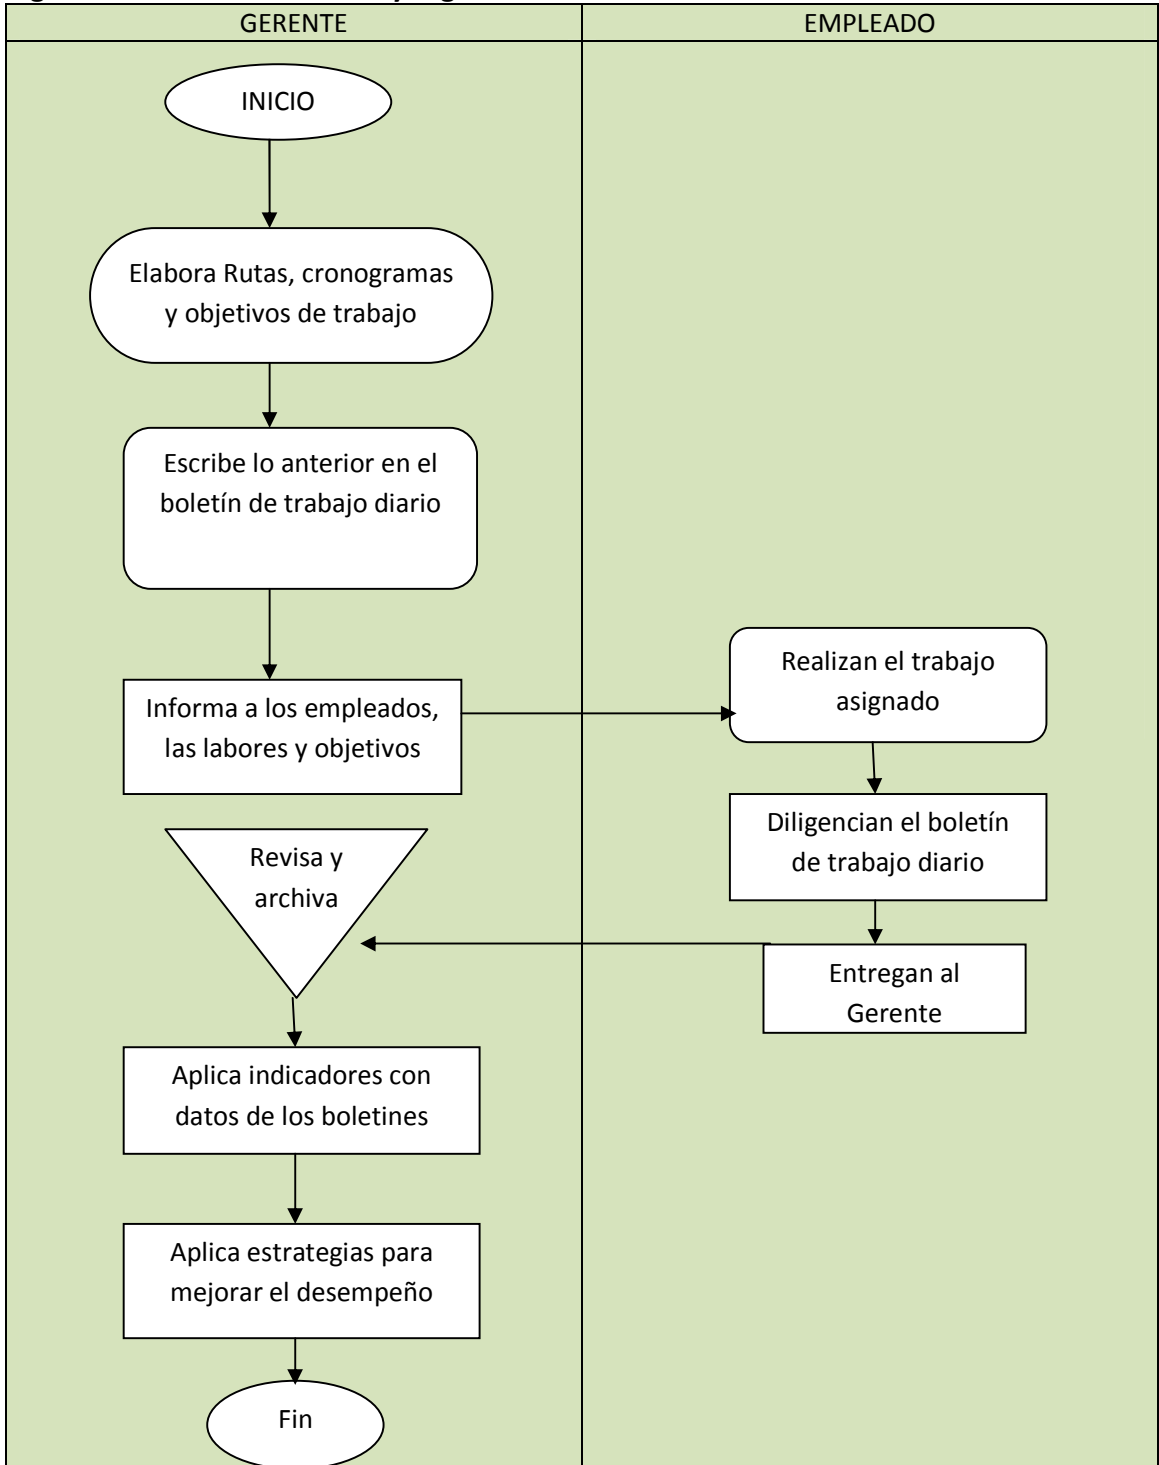 GERENTE
EMPLEADO
INICIO
Elabora Rutas, cronogramas
y objetivos de trabajo
Escribe lo anterior en el
boletín de trabajo diario
Informa a los empleados,
las labores y objetivos
Realizan el trabajo
asignado
Diligencian el boletín
de trabajo diario
Entregan al
Gerente
Revisa y
archiva
Aplica indicadores con
datos de los boletines
Aplica estrategias para
mejorar el desempeño
Fin